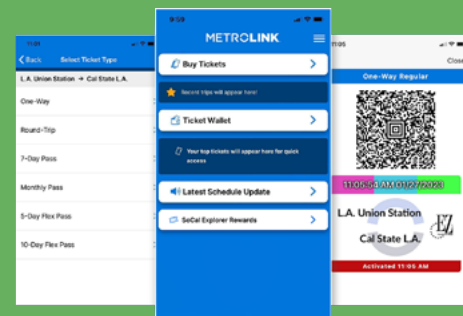 11:01
Back Select Ticket Type
L.A. Union Station → Cal State L.A.
One-Way
Round-Trip
7-Day Pass
Monthly Pass
5-Day Flex Pass
10-Day Flex Pass
9:59
METROLINK
Buy Tickets
Recent trips will appear here!
Ticket Wallet
Your top tickets will appear here for quick
access
Latest Schedule Update
SoCal Explorer Rewards
1:05
Close
One-Way Regular
11:05:54 AM 01/27/2023
L.A. Union Station
EZ
Cal State L.A.
Activated 11:05 AM